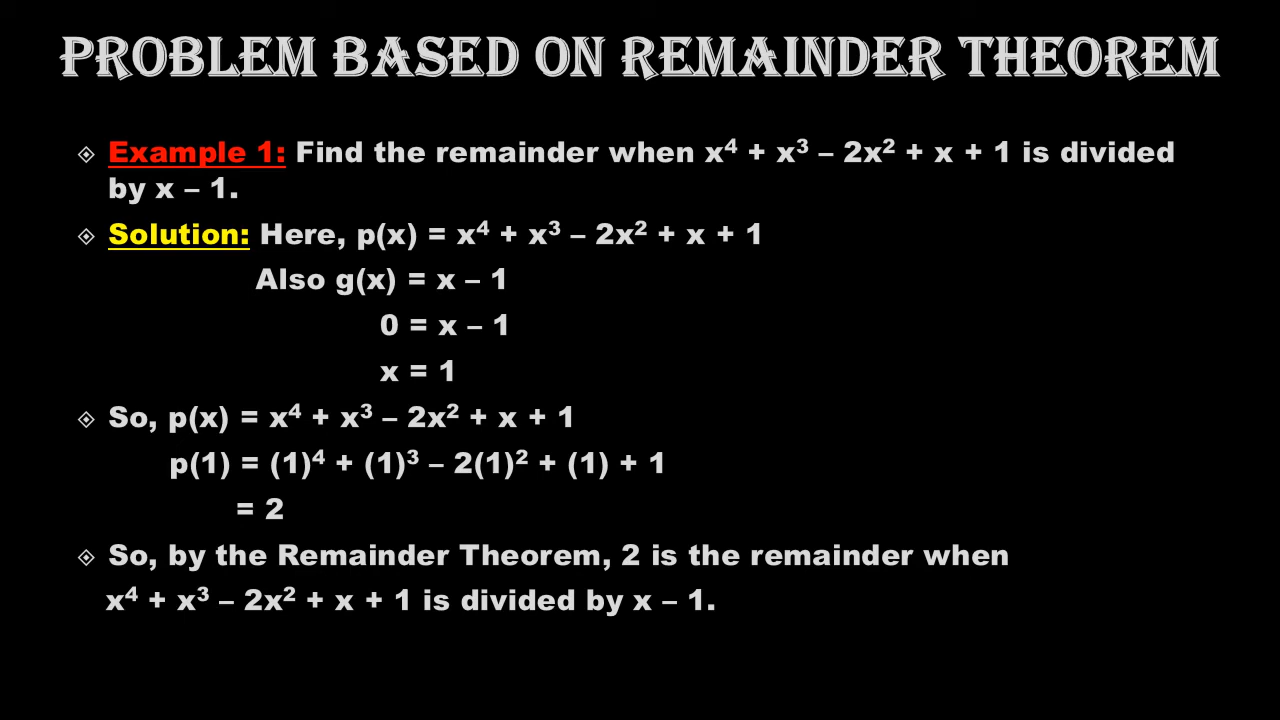 PROBLEM BASED ON REMAINDER THEOREM
Example 1: Find the remainder when x⁴ + x³ – 2x² + x + 1 is divided
by x – 1.
Solution: Here, p(x) = x⁴ + x³ – 2x² + x + 1
Also g(x) = x – 1
0 = x – 1
x = 1
So, p(x) = x⁴ + x³ – 2x² + x + 1
p(1) = (1)⁴ + (1)³ – 2(1)² + (1) + 1
= 2
So, by the Remainder Theorem, 2 is the remainder when
x⁴ + x³ – 2x² + x + 1 is divided by x – 1.